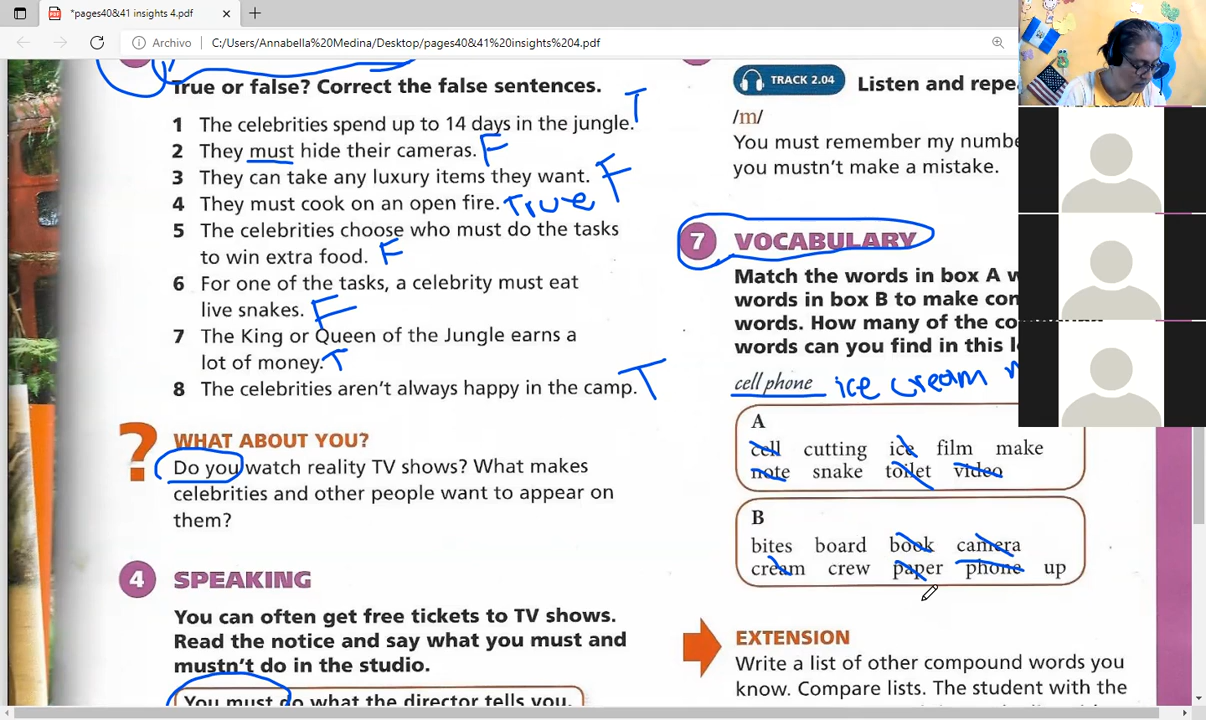 *pages40&41 insights 4.pdf
Archivo C:/Users/Annabella%20Medina/Desktop/pages40&41%20insights%204.pdf
True or false? Correct the false sentences.
1 The celebrities spend up to 14 days in the jungle. T
2 They must hide their cameras. F
3 They can take any luxury items they want. F
4 They must cook on an open fire. True
5 The celebrities choose who must do the tasks
to win extra food. F
6 For one of the tasks, a celebrity must eat
live snakes. F
7 The King or Queen of the Jungle earns a
lot of money. T
8 The celebrities aren't always happy in the camp. T
? WHAT ABOUT YOU?
Do you watch reality TV shows? What makes
celebrities and other people want to appear on
them?
4 SPEAKING
You can often get free tickets to TV shows.
Read the notice and say what you must and
mustn't do in the studio.
You must do what the director tells you.
TRACK 2.04 Listen and repe
/m/
You must remember my numbe
you mustn't make a mistake.
7 VOCABULARY
Match the words in box A w
words in box B to make con
words. How many of the co
words can you find in this l
cell phone ice cream
A
cell cutting ice film make
note snake toilet video
B
bites board book camera
cream crew paper phone up
EXTENSION
Write a list of other compound words you
know. Compare lists. The student with the